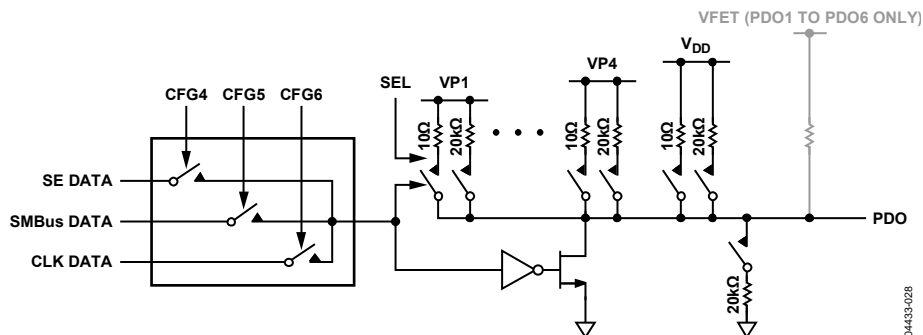 VFET (PDO1 TO PDO6 ONLY)
VDD
VP4
CFG4 CFG5 CFG6 SEL VP1
10Ω 20kΩ 10Ω 20kΩ 10Ω 20kΩ
SE DATA
SMBus DATA
PDO
CLK DATA
20kΩ
04433-028